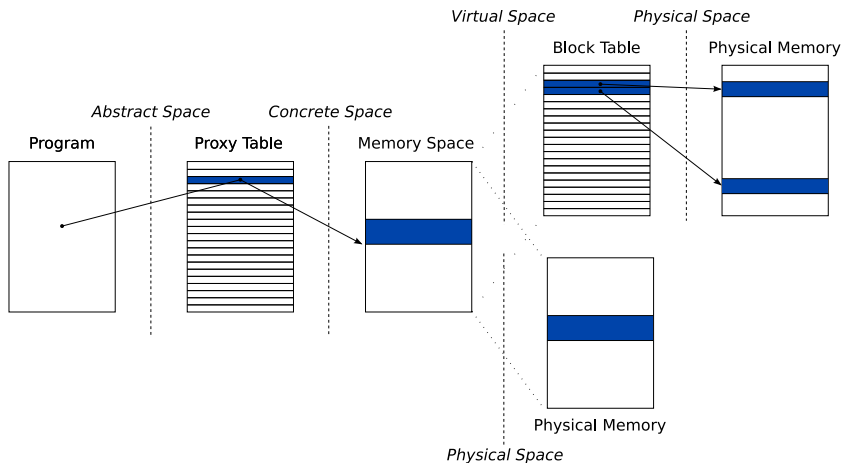 Virtual Space
Physical Space
Block Table
Physical Memory
Abstract Space
Concrete Space
Program
Proxy Table
Memory Space
Physical Memory
Physical Space